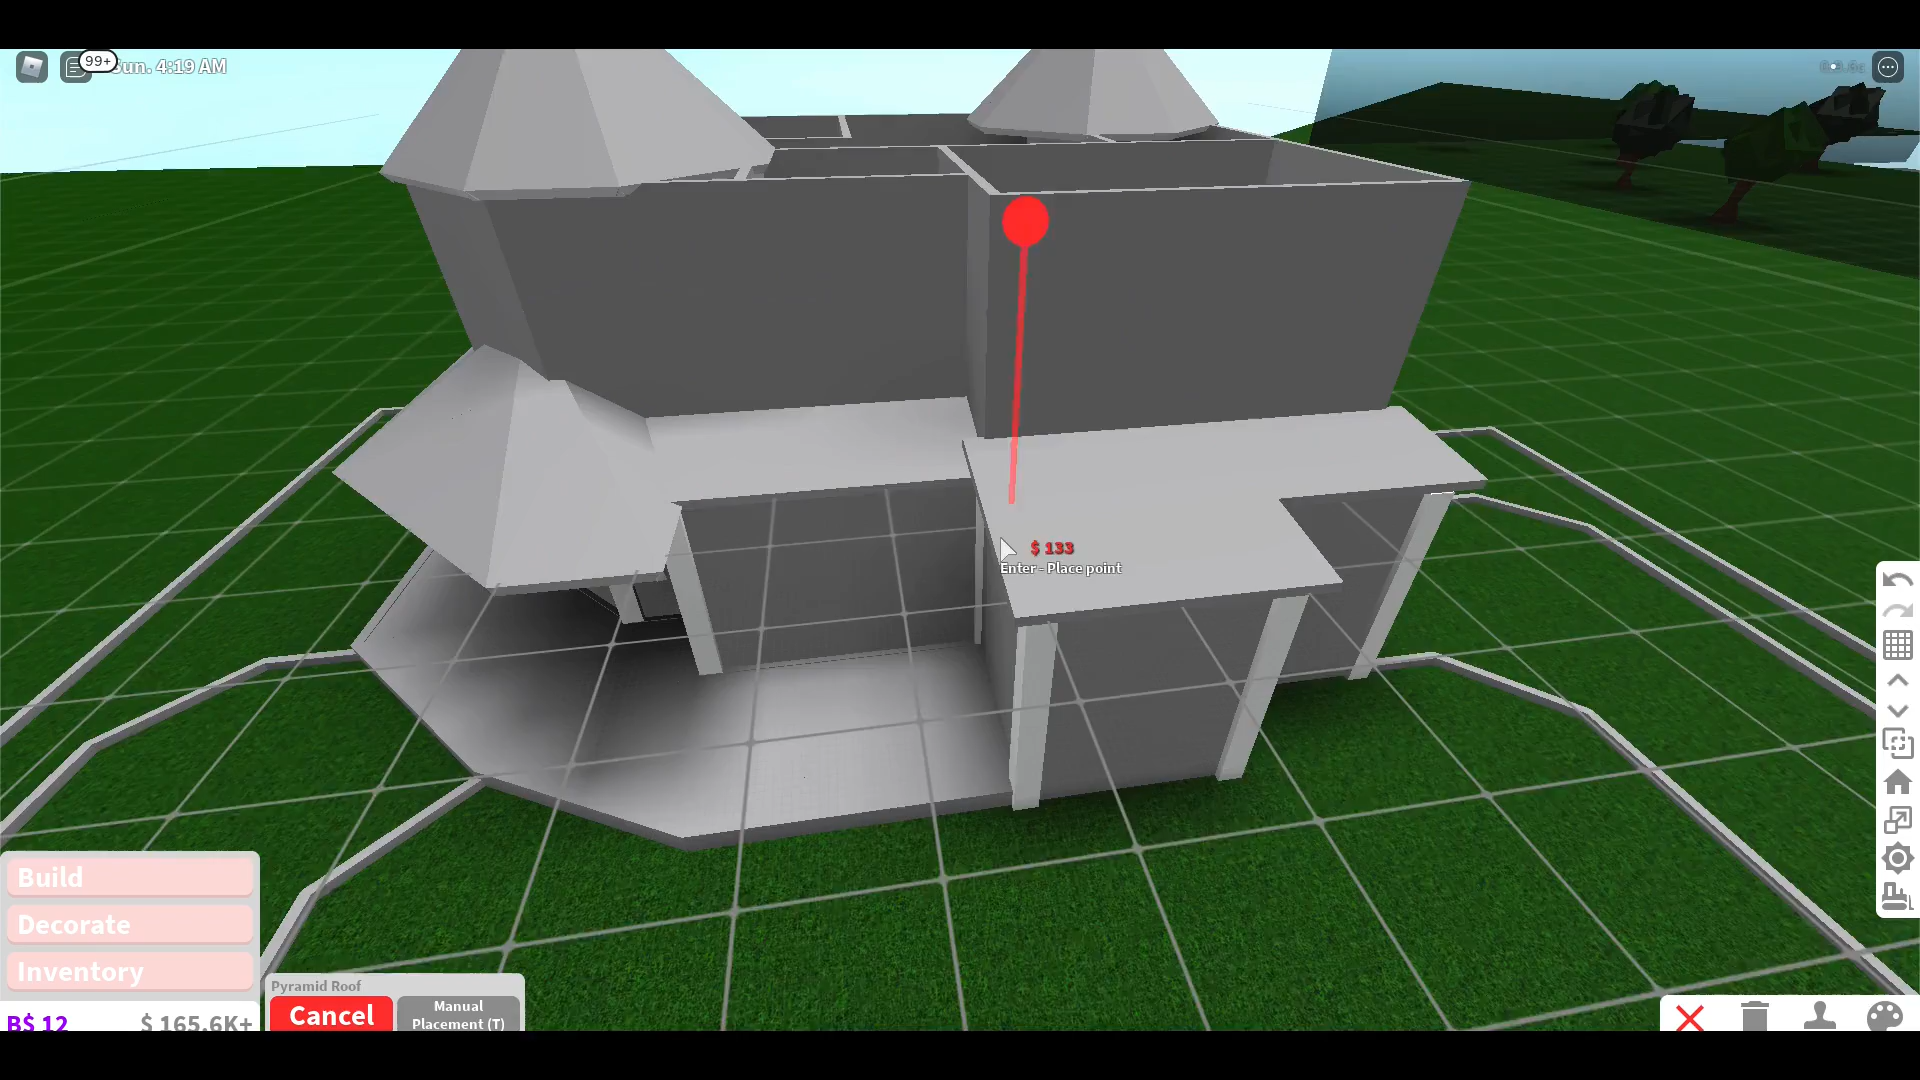 99+
Sun. 4:19 AM
$ 133
Enter - Place point
Build
Decorate
Inventory
B$ 12
$ 165.6K+
Pyramid Roof
Cancel
Manual
Placement (T)